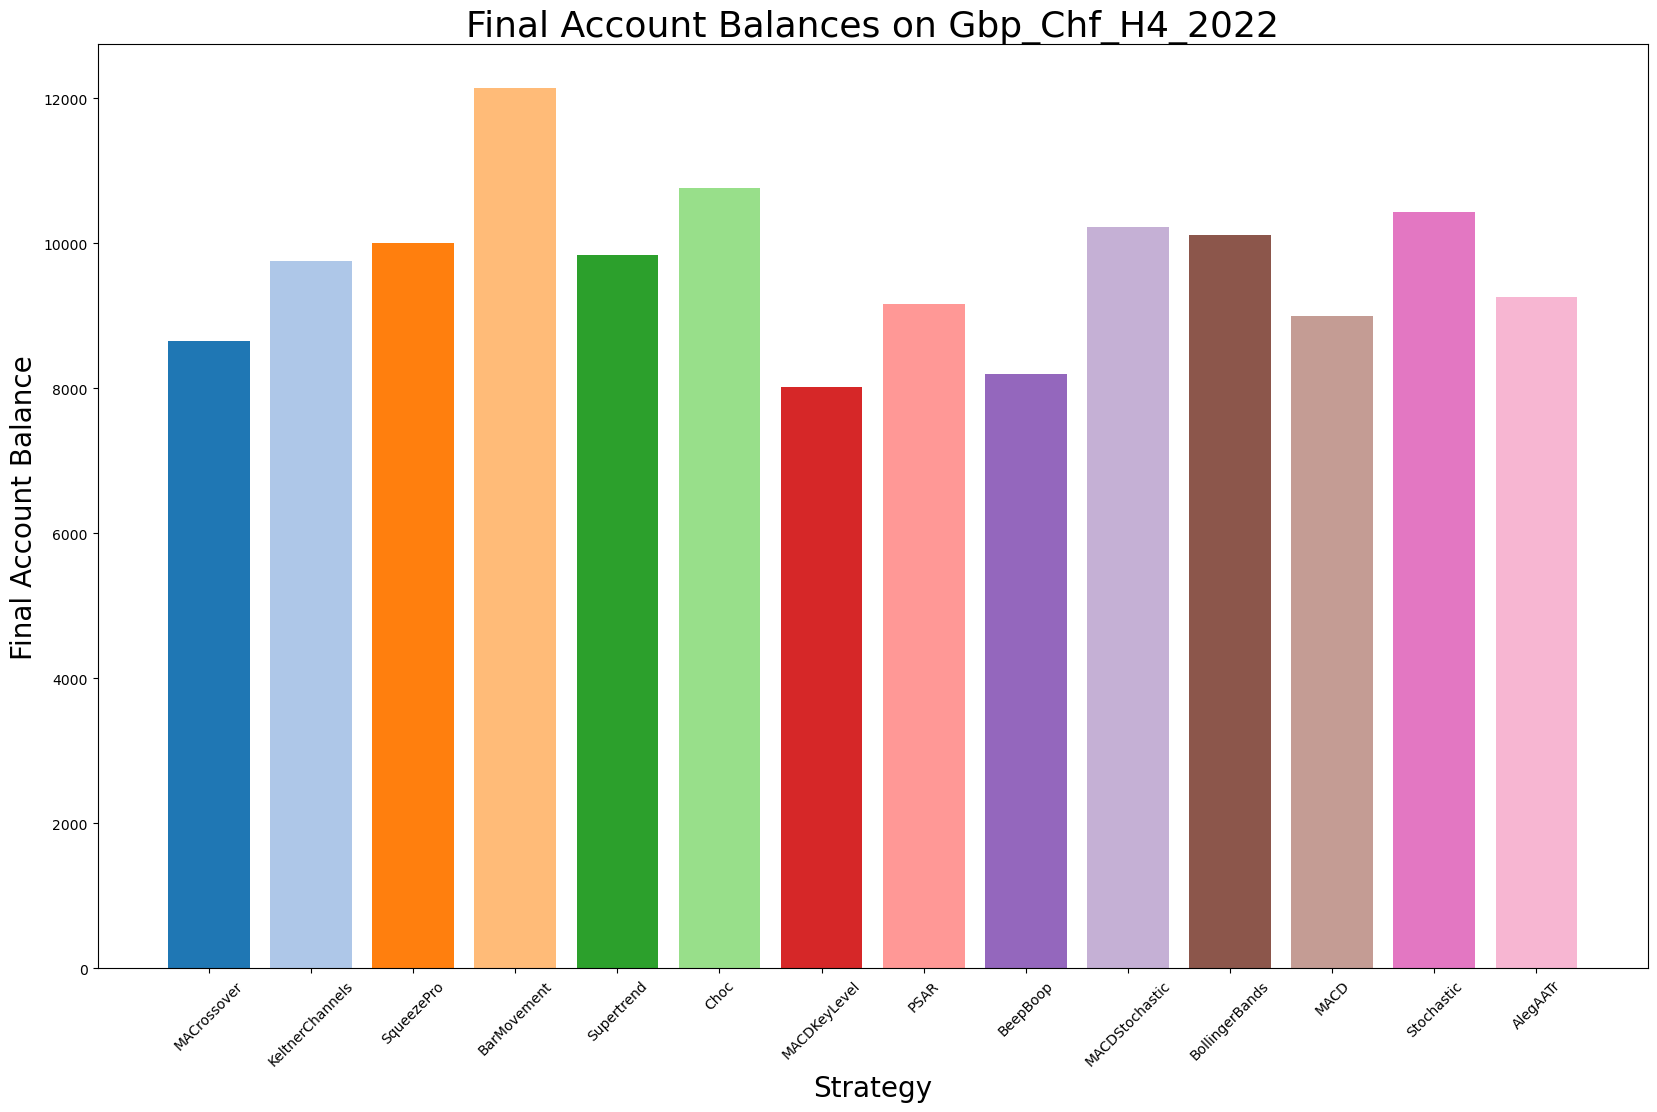 Final Account Balances on Gbp_Chf_H4_2022
Final Account Balance
12000
10000
8000
6000
4000
2000
0
MACrossover
KeltnerChannels
SqueezePro
BarMovement
Supertrend
Choc
MACDKeyLevel
PSAR
BeepBoop
MACDStochastic
BollingerBands
MACD
Stochastic
AlegAATr
Strategy